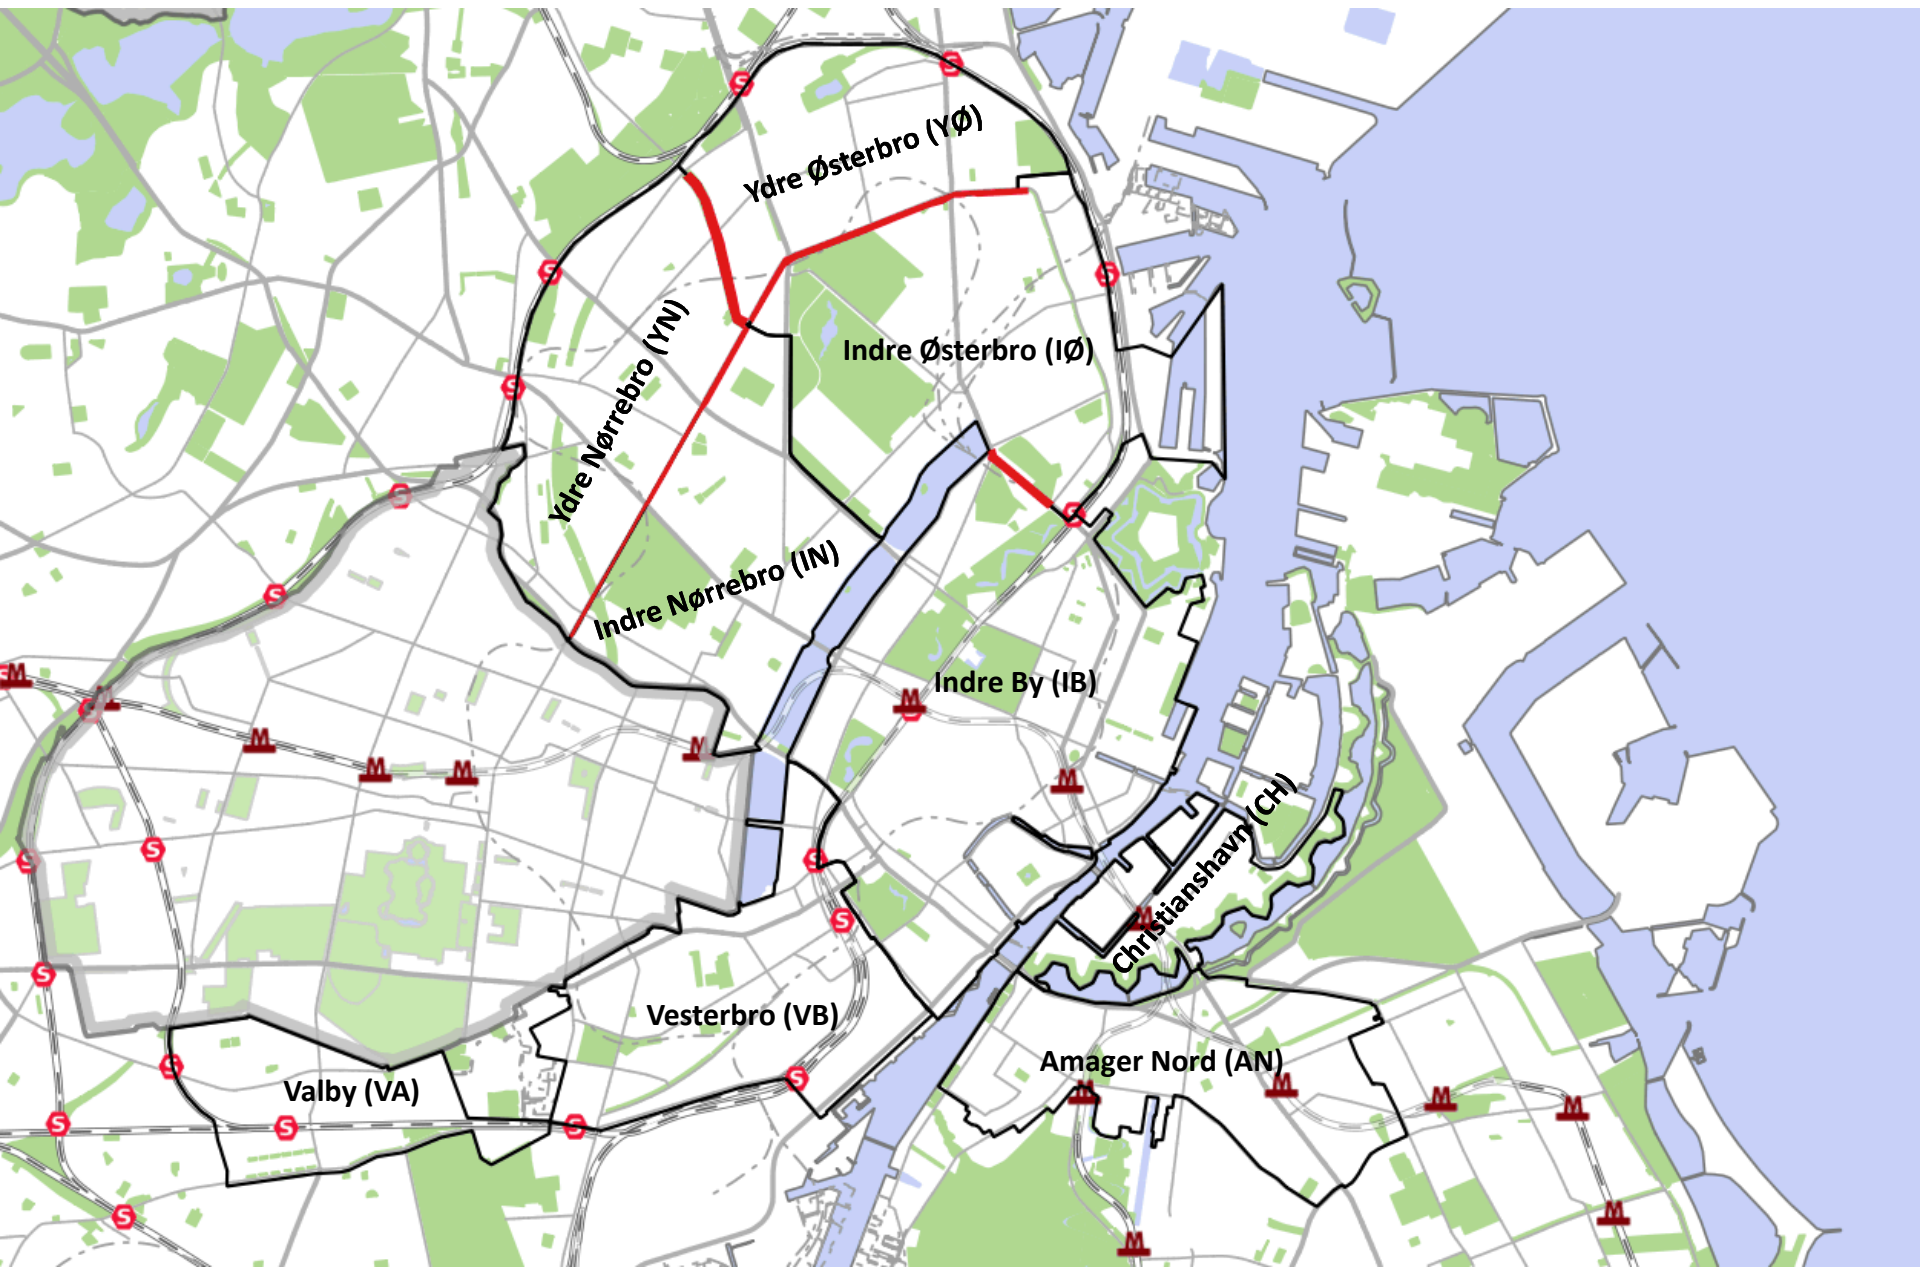 S
S
Ydre Østerbro (YØ)
S
S
Ydre Nørrebro (YN)
Indre Østerbro (IØ)
S
S
S
Indre Nørrebro (IN)
S
M
Indre By (IB)
M
M
S
M
M
M
M
M
Christianshavn (CH)
S
S
S
S
M
S
Vesterbro (VB)
Amager Nord (AN)
S
Valby (VA)
S
M
M
M
M
S
S
S
S
M
M